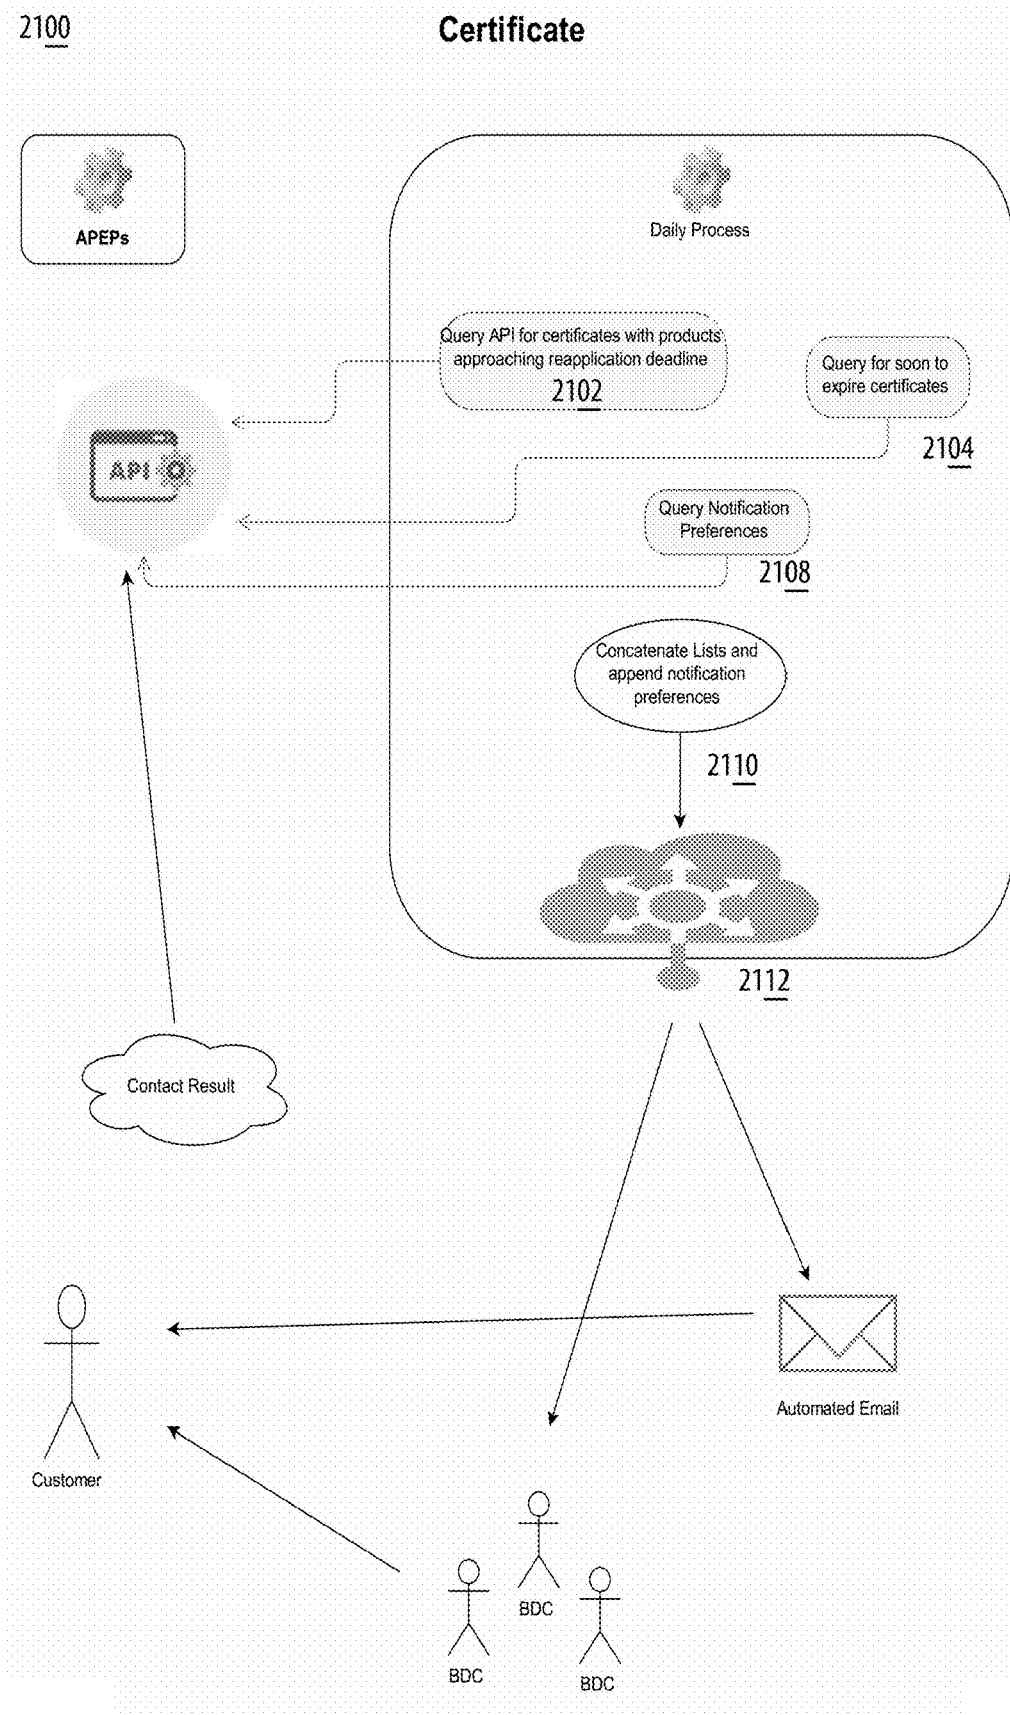 2100
Certificate
APEPs
Daily Process
Query API for certificates with products
approaching reapplication deadline
2102
Query for soon to
expire certificates
2104
API
Query Notification
Preferences
2108
Concatenate Lists and
append notification
preferences
2110
2112
Contact Result
Automated Email
Customer
BDC
BDC
BDC